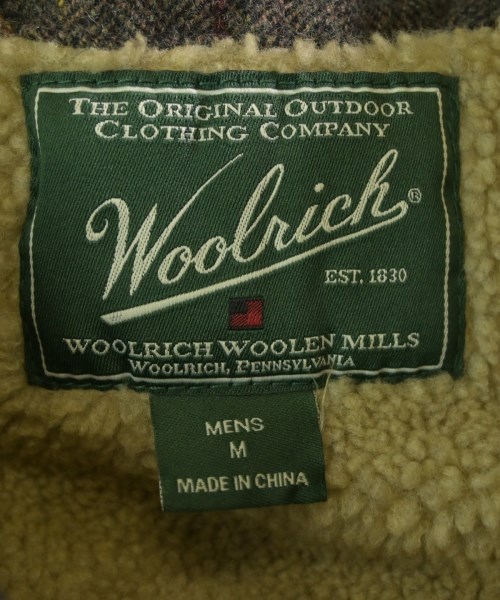 THE ORIGINAL OUTDOOR
CLOTHING COMPANY
Woolrich®
EST. 1830
WOOLRICH WOOLEN MILLS
WOOLRICH, PENNSYLVANIA
MENS
M
MADE IN CHINA